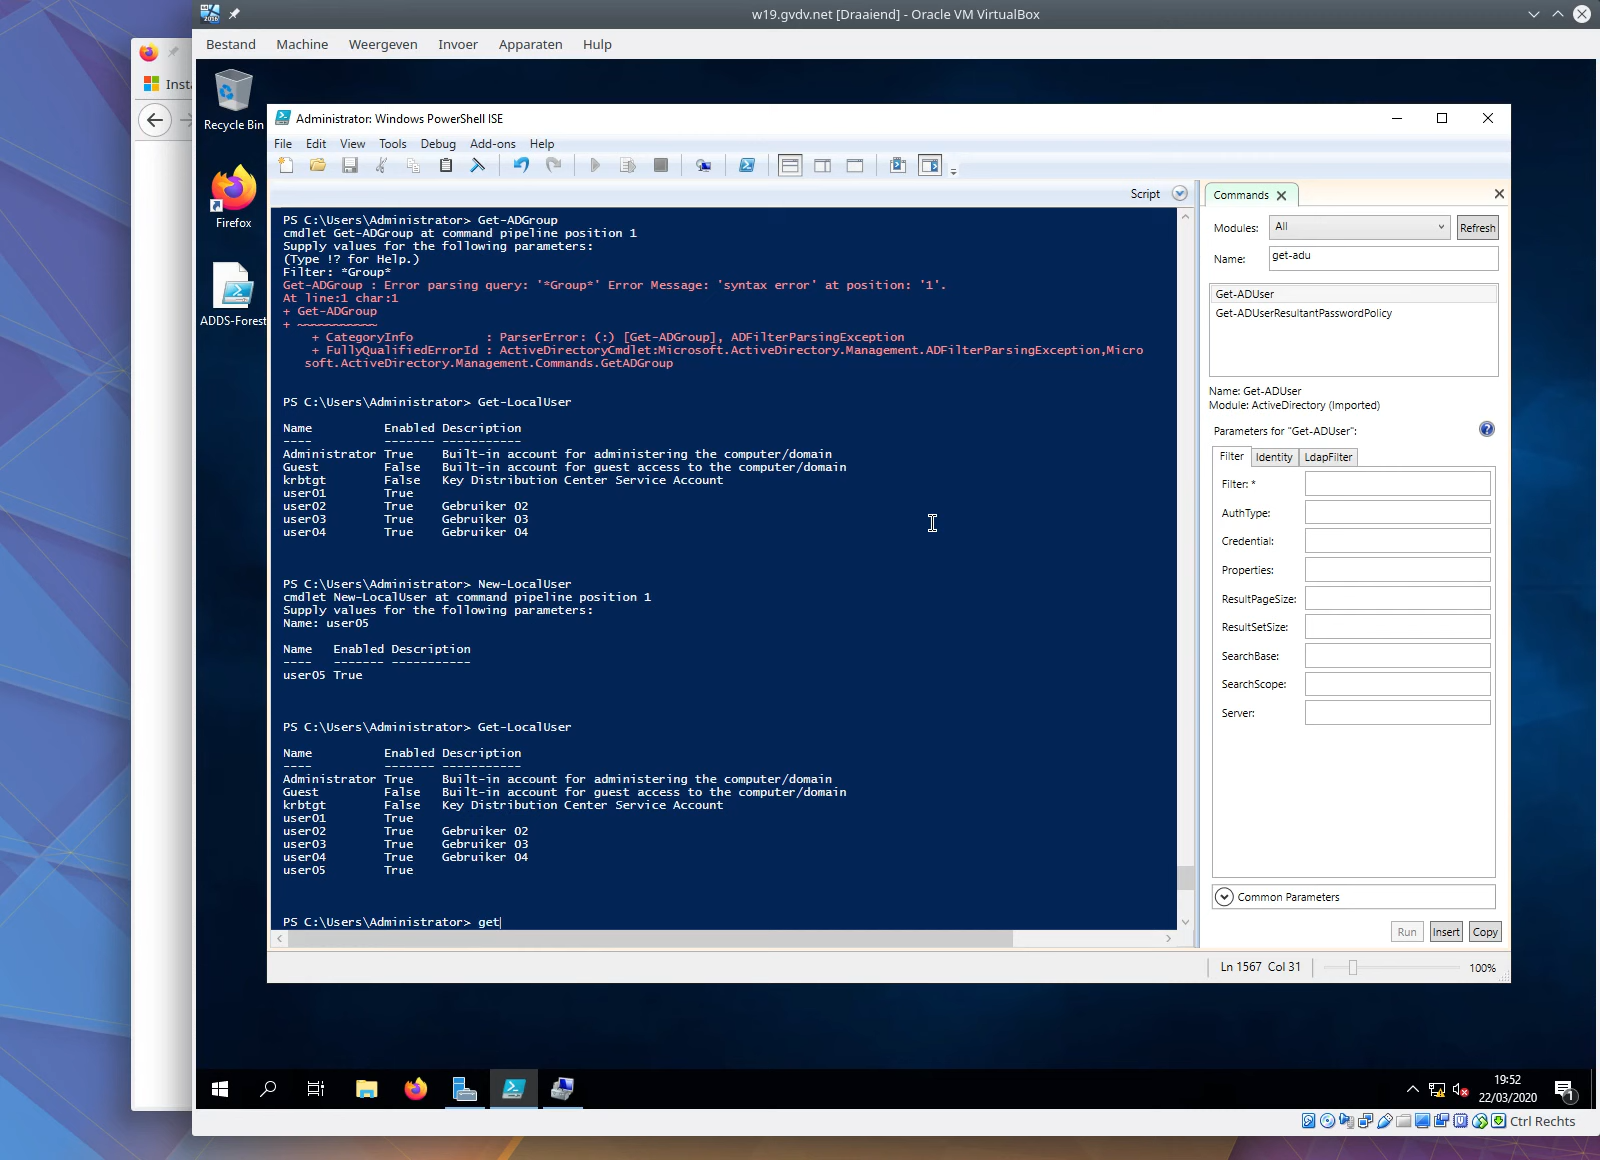 w19.gvdv.net [Draaiend] - Oracle VM VirtualBox
Bestand Machine Weergeven Invoer Apparaten Hulp
Insta
Recycle Bin
Firefox
ADDS-Forest
Administrator: Windows PowerShell ISE
File Edit View Tools Debug Add-ons Help
Script
PS C:\Users\Administrator> Get-ADGroup
cmdlet Get-ADGroup at command pipeline position 1
Supply values for the following parameters:
(Type !? for Help.)
Filter: *Group*
Get-ADGroup : Error parsing query: '*Group*' Error Message: 'syntax error' at position: '1'.
At line:1 char:1
+ Get-ADGroup
+ ~~~~~~~~~~~
+ CategoryInfo : ParserError: (:) [Get-ADGroup], ADFilterParsingException
+ FullyQualifiedErrorId : ActiveDirectoryCmdlet:Microsoft.ActiveDirectory.Management.ADFilterParsingException,Micro
soft.ActiveDirectory.Management.Commands.GetADGroup
PS C:\Users\Administrator> Get-LocalUser
Name Enabled Description
---- ------- -----------
Administrator True Built-in account for administering the computer/domain
Guest False Built-in account for guest access to the computer/domain
krbtgt False Key Distribution Center Service Account
user01 True
user02 True Gebruiker 02
user03 True Gebruiker 03
user04 True Gebruiker 04
PS C:\Users\Administrator> New-LocalUser
cmdlet New-LocalUser at command pipeline position 1
Supply values for the following parameters:
Name: user05
Name Enabled Description
---- ------- -----------
user05 True
PS C:\Users\Administrator> Get-LocalUser
Name Enabled Description
---- ------- -----------
Administrator True Built-in account for administering the computer/domain
Guest False Built-in account for guest access to the computer/domain
krbtgt False Key Distribution Center Service Account
user01 True
user02 True Gebruiker 02
user03 True Gebruiker 03
user04 True Gebruiker 04
user05 True
PS C:\Users\Administrator> get
Commands
Modules: All Refresh
Name: get-adu
Get-ADUser
Get-ADUserResultantPasswordPolicy
Name: Get-ADUser
Module: ActiveDirectory (Imported)
Parameters for "Get-ADUser":
Filter Identity LdapFilter
Filter: *
AuthType:
Credential:
Properties:
ResultPageSize:
ResultSetSize:
SearchBase:
SearchScope:
Server:
Common Parameters
Run Insert Copy
Ln 1567 Col 31 100%
19:52
22/03/2020
1
Ctrl Rechts